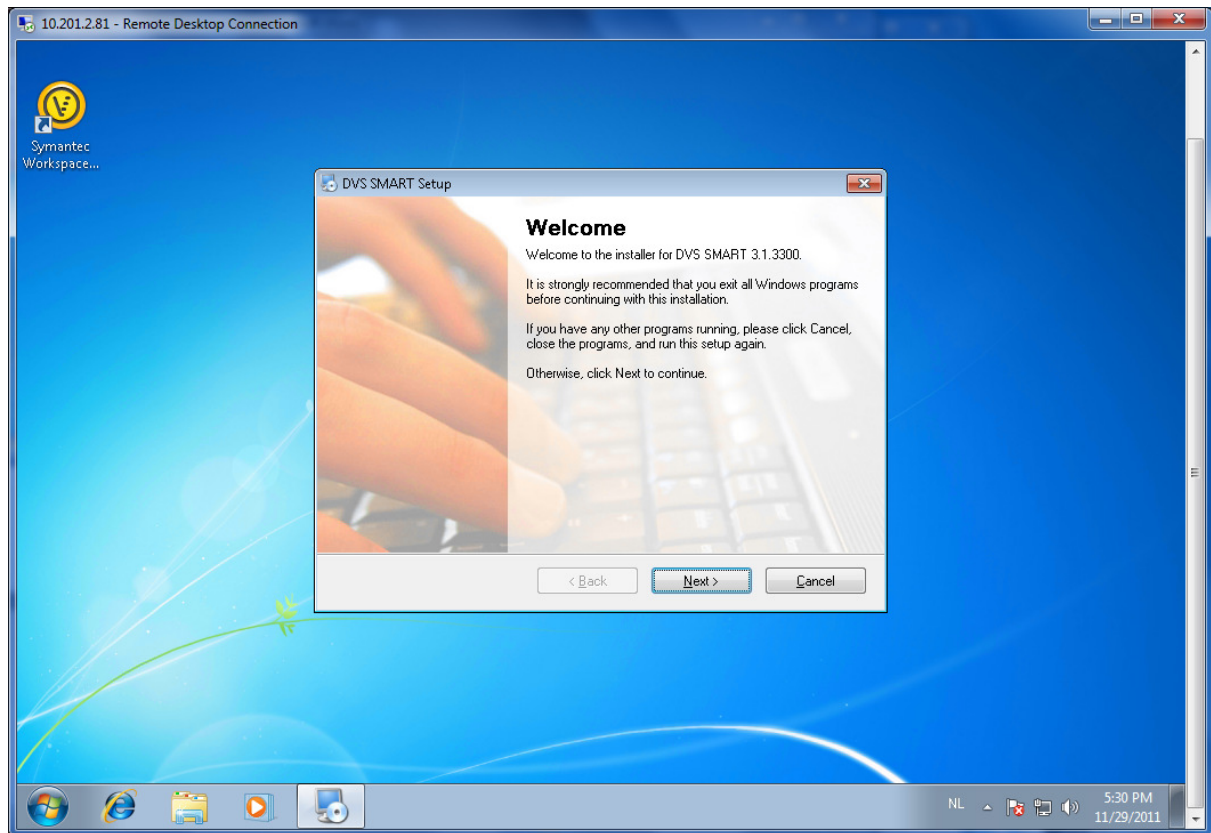 10.201.2.81 - Remote Desktop Connection
Symantec
Workspace...
DVS SMART Setup
Welcome
Welcome to the installer for DVS SMART 3.1.3300.
It is strongly recommended that you exit all Windows programs
before continuing with this installation.
If you have any other programs running, please click Cancel,
close the programs, and run this setup again.
Otherwise, click Next to continue.
< Back
Next >
Cancel
NL
5:30 PM
11/29/2011